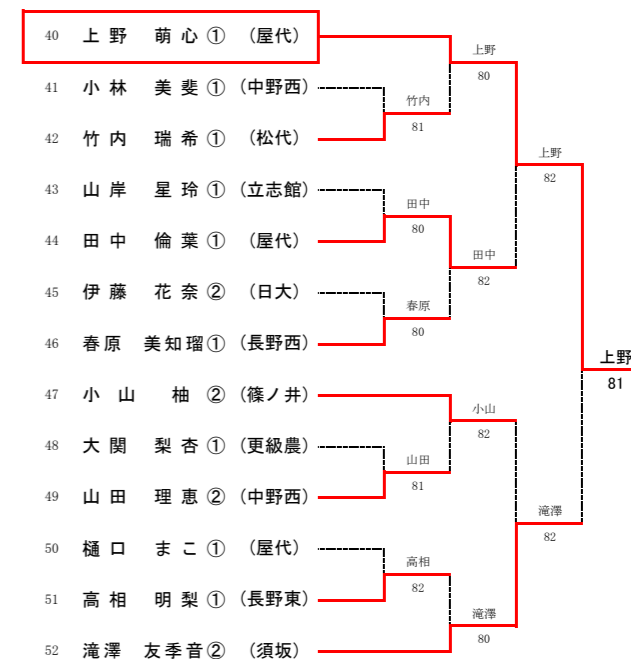 40 上野 萌心① (屋代)
41 小林 美斐① (中野西)
42 竹内 瑞希① (松代)
43 山岸 星玲① (立志館)
44 田中 倫葉① (屋代)
45 伊藤 花奈② (日大)
46 春原 美知瑠① (長野西)
47 小山 柚② (篠ノ井)
48 大関 梨杏① (更級農)
49 山田 理恵② (中野西)
50 樋口 まこ① (屋代)
51 高相 明梨① (長野東)
52 滝澤 友季音② (須坂)
竹内
81
田中
80
春原
80
山田
81
高相
82
上野
80
田中
82
小山
82
滝澤
80
上野
82
滝澤
82
上野
81